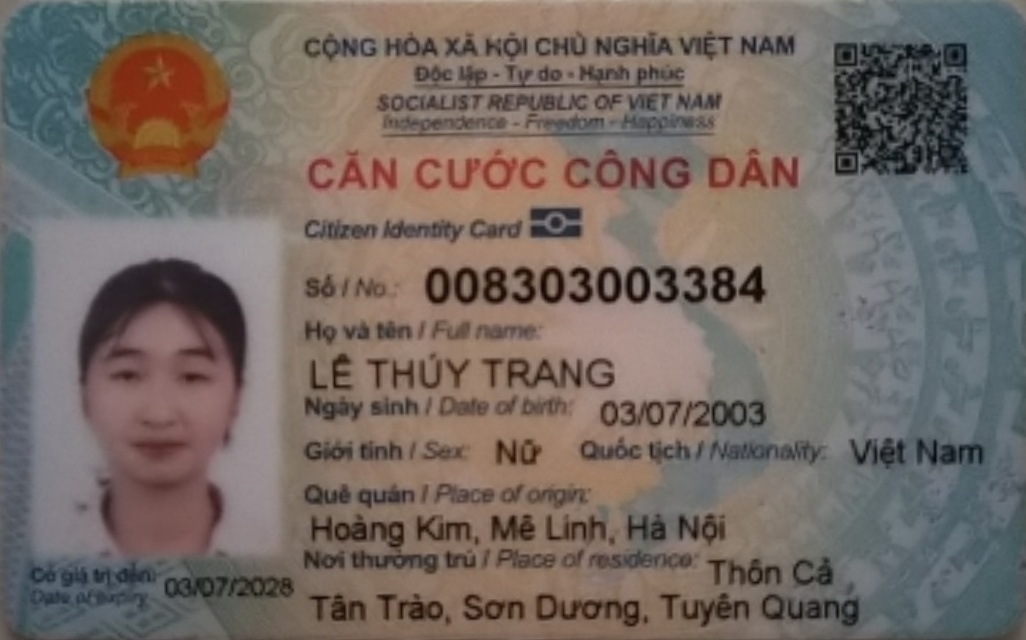 CỘNG HÒA XÃ HỘI CHỦ NGHĨA VIỆT NAM
Độc lập - Tự do - Hạnh phúc
SOCIALIST REPUBLIC OF VIET NAM
Independence - Freedom - Happiness
CĂN CƯỚC CÔNG DÂN
Citizen Identity Card
Số / No.: 008303003384
Họ và tên / Full name:
LÊ THÚY TRANG
Ngày sinh / Date of birth: 03/07/2003
Giới tính / Sex: Nữ Quốc tịch / Nationality: Việt Nam
Quê quán / Place of origin:
Hoàng Kim, Mê Linh, Hà Nội
Nơi thường trú / Place of residence: Thôn Cả
Tân Trào, Sơn Dương, Tuyên Quang
Có giá trị đến: 03/07/2028
Date of expiry